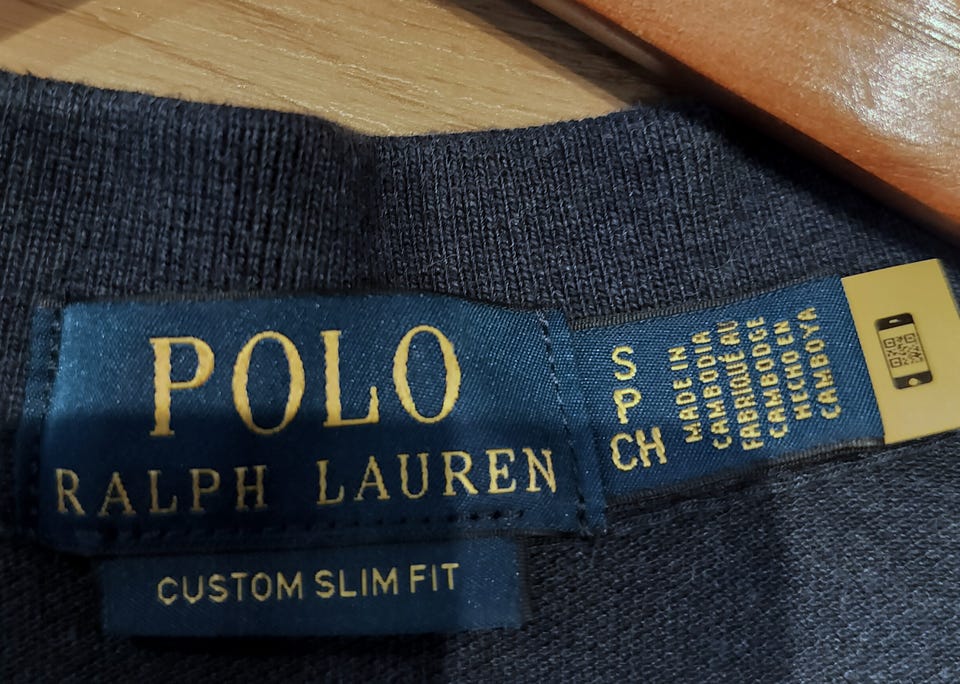 POLO
RALPH LAUREN
CUSTOM SLIM FIT
S
P
CH
MADE IN
CAMBODIA
FABRIQUÉ AU
CAMBODGE
HECHO EN
CAMBOYA